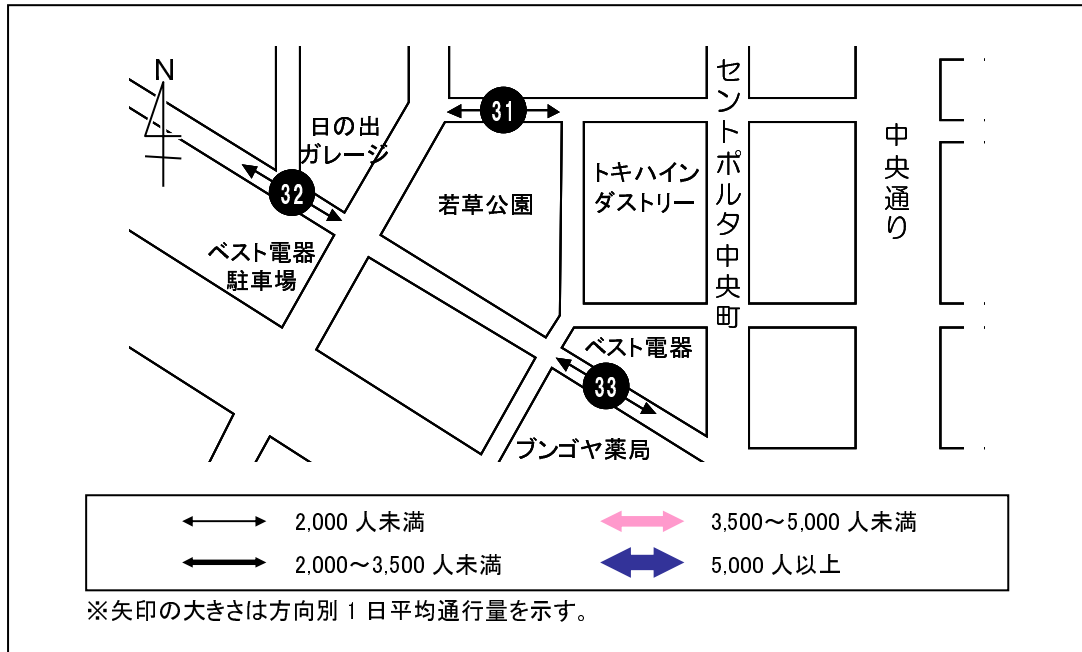 N
31
日の出
ガレージ
32
若草公園
トキハイン
ダストリー
セントポルタ中央町
中央通り
ベスト電器
駐車場
ベスト電器
33
ブンゴヤ薬局
2,000 人未満
3,500～5,000 人未満
2,000～3,500 人未満
5,000 人以上
※矢印の大きさは方向別 1 日平均通行量を示す。